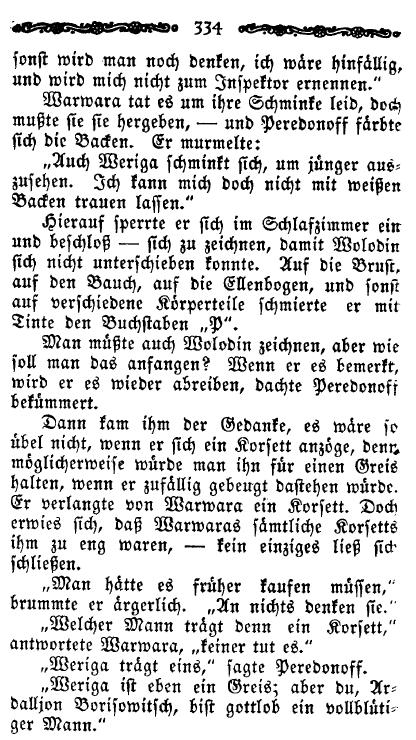 334
sonst wird man noch denken, ich wäre hinfällig,
und wird mich nicht zum Inspektor ernennen.“
Warwara tat es um ihre Schminke leid, doch
mußte sie sie hergeben, — und Peredonoff färbte
sich die Backen. Er murmelte:
„Auch Weriga schminkt sich, um jünger aus-
zusehen. Ich kann mich doch nicht mit weißen
Backen trauen lassen.“
Hierauf sperrte er sich im Schlafzimmer ein
und beschloß — sich zu zeichnen, damit Wolodin
sich nicht unterschieben konnte. Auf die Brust,
auf den Bauch, auf die Ellenbogen, und sonst
auf verschiedene Körperteile schmierte er mit
Tinte den Buchstaben „P“.
Man müßte auch Wolodin zeichnen, aber wie
soll man das anfangen? Wenn er es bemerkt,
wird er es wieder abreiben, dachte Peredonoff
bekümmert.
Dann kam ihm der Gedanke, es wäre so
übel nicht, wenn er sich ein Korsett anzöge, denn
möglicherweise würde man ihn für einen Greis
halten, wenn er zufällig gebeugt dastehen würde.
Er verlangte von Warwara ein Korsett. Doch
erwies sich, daß Warwaras sämtliche Korsetts
ihm zu eng waren, — kein einziges ließ sich
schließen.
„Man hätte es früher kaufen müssen,“
brummte er ärgerlich. „An nichts denken sie.“
„Welcher Mann trägt denn ein Korsett,“
antwortete Warwara, „keiner tut es.“
„Weriga trägt eins,“ sagte Peredonoff.
„Weriga ist eben ein Greis; aber du, Ar-
dalljon Borisowitsch, bist gottlob ein vollblüti-
ger Mann.“